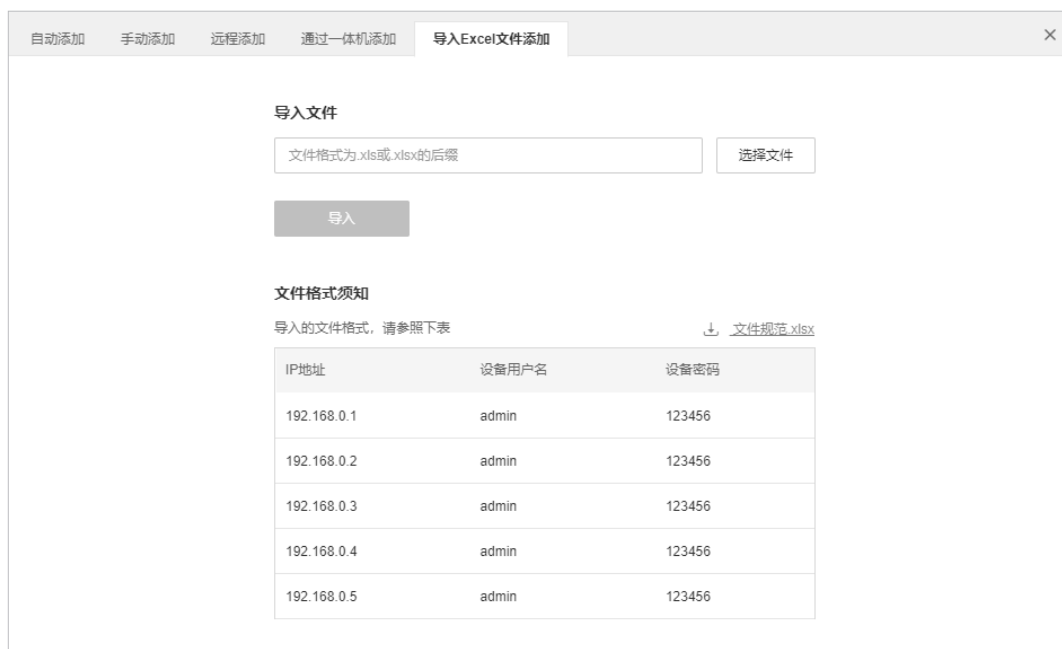 自动添加 手动添加 远程添加 通过一体机添加 导入Excel文件添加
导入文件
文件格式为.xls或.xlsx的后缀 选择文件
导入
文件格式须知
导入的文件格式，请参照下表 文件规范.xlsx
IP地址 设备用户名 设备密码
192.168.0.1 admin 123456
192.168.0.2 admin 123456
192.168.0.3 admin 123456
192.168.0.4 admin 123456
192.168.0.5 admin 123456